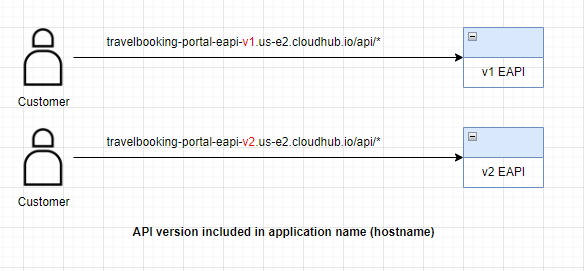 travelbooking-portal-eapi-v1.us-e2.cloudhub.io/api/*
v1 EAPI
Customer
travelbooking-portal-eapi-v2.us-e2.cloudhub.io/api/*
v2 EAPI
Customer
API version included in application name (hostname)